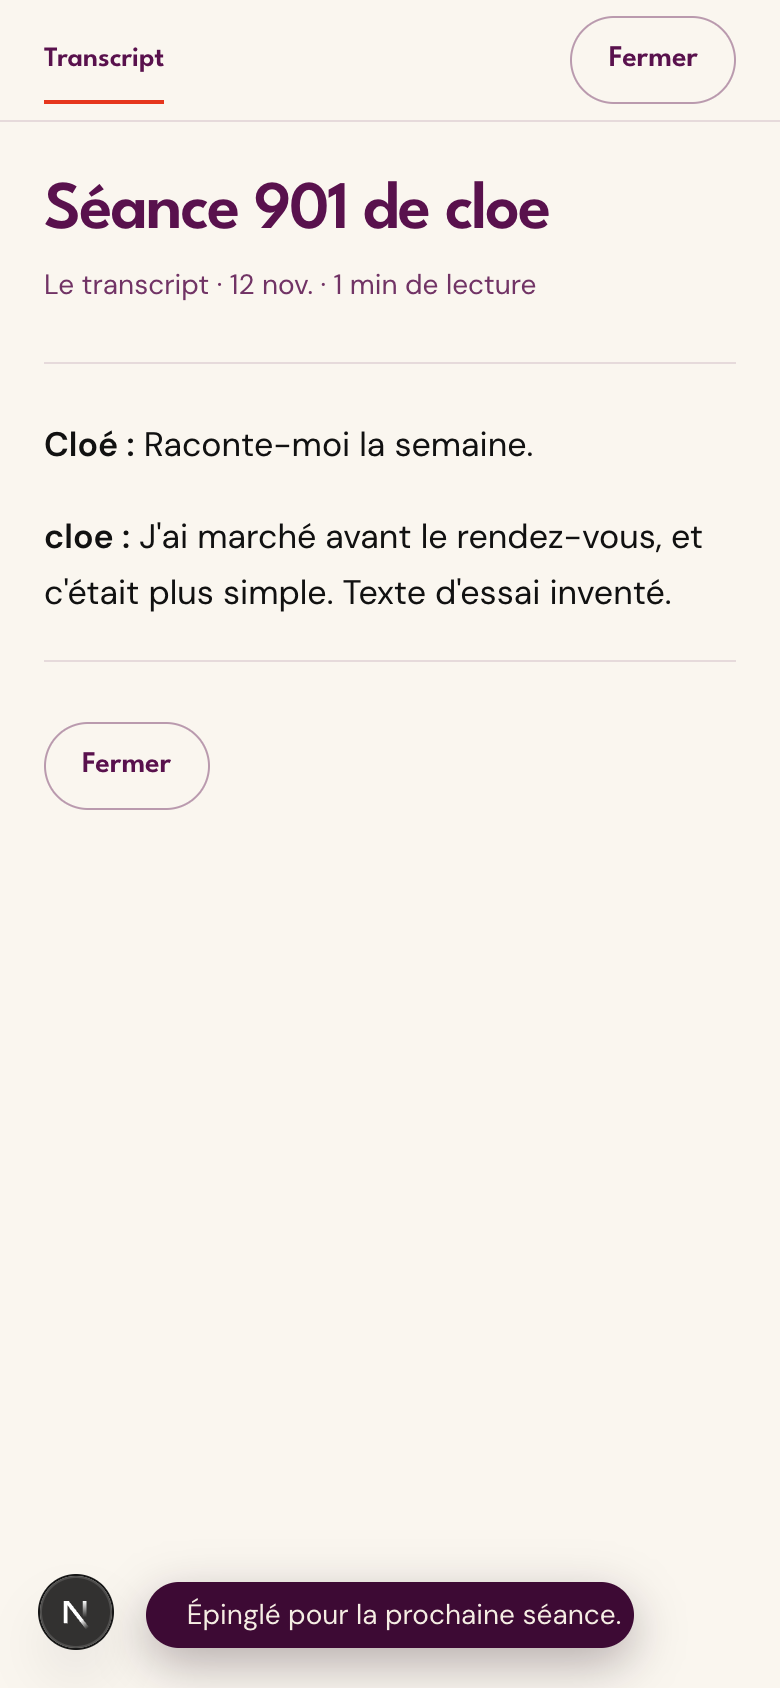 Transcript
Fermer
Séance 901 de cloe
Le transcript · 12 nov. · 1 min de lecture
Cloé : Raconte-moi la semaine.
cloe : J'ai marché avant le rendez-vous, et
c'était plus simple. Texte d'essai inventé.
Fermer
N
Épinglé pour la prochaine séance.